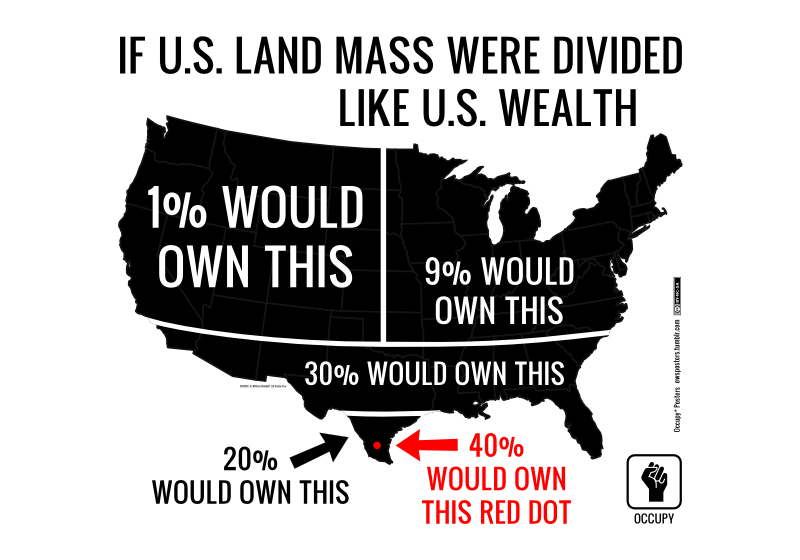 IF U.S. LAND MASS WERE DIVIDED
LIKE U.S. WEALTH
1% WOULD
OWN THIS
9% WOULD
OWN THIS
30% WOULD OWN THIS
20%
WOULD OWN THIS
40%
WOULD OWN
THIS RED DOT
Occupy* Posters owsposters.tumblr.com
OCCUPY